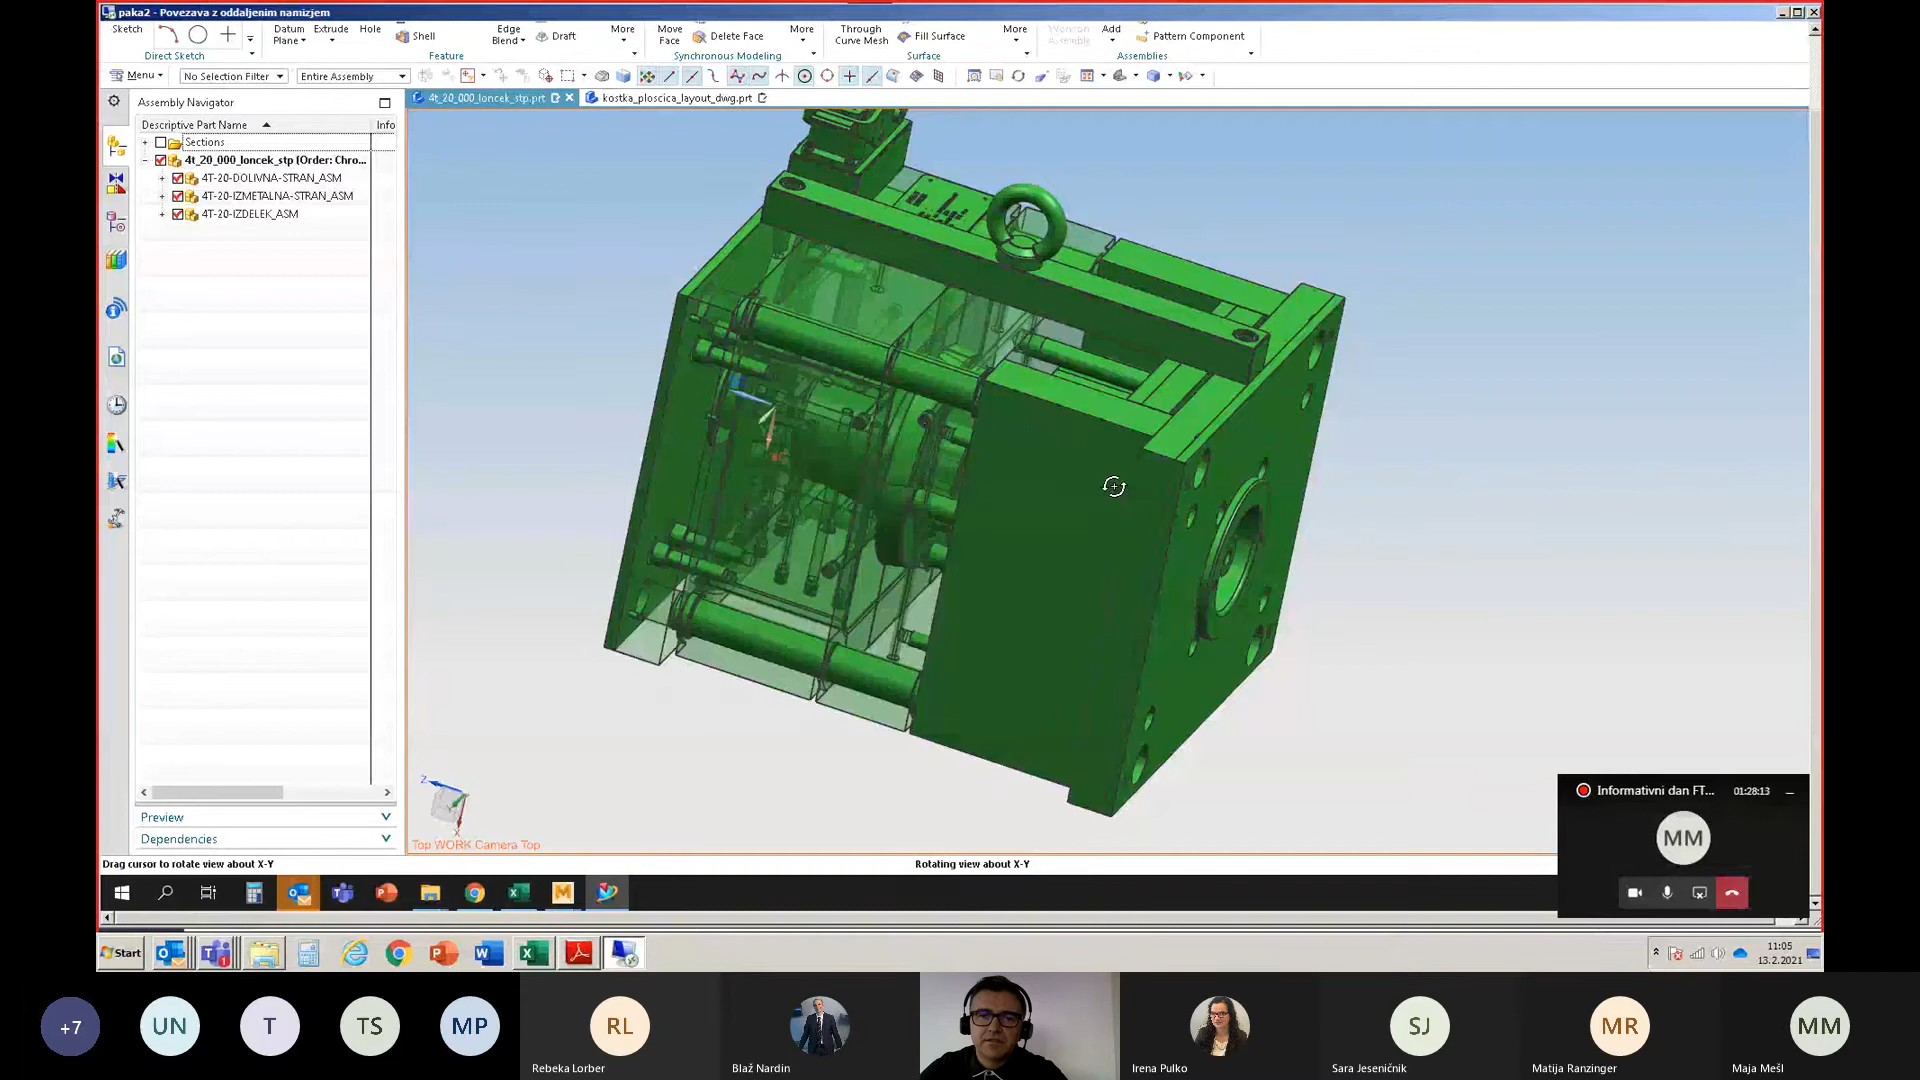 paka2 - Povezava z oddaljenim namizjem
Sketch
Datum Plane
Extrude
Hole
Shell
Edge Blend
Draft
More
Move Face
Delete Face
More
Through Curve Mesh
Fill Surface
More
Add
Pattern Component
Direct Sketch
Feature
Synchronous Modeling
Surface
Assemblies
Menu
No Selection Filter
Entire Assembly
Assembly Navigator
4t_20_000_loncek_stp.prt
kostka_ploscica_layout_dwg.prt
Descriptive Part Name
Info
Sections
4t_20_000_loncek_stp (Order: Chro...
4T-20-DOLIVNA-STRAN_ASM
4T-20-IZMETALNA-STRAN_ASM
4T-20-IZDELEK_ASM
Z
X
Top WORK Camera Top
Preview
Dependencies
Drag cursor to rotate view about X-Y
Rotating view about X-Y
Informativni dan FT...
01:28:13
MM
Start
11:05
13.2.2021
+7
UN
T
TS
MP
RL
Rebeka Lorber
Blaž Nardin
Irena Pulko
SJ
Sara Jeseničnik
MR
Matija Ranzinger
MM
Maja Mešl